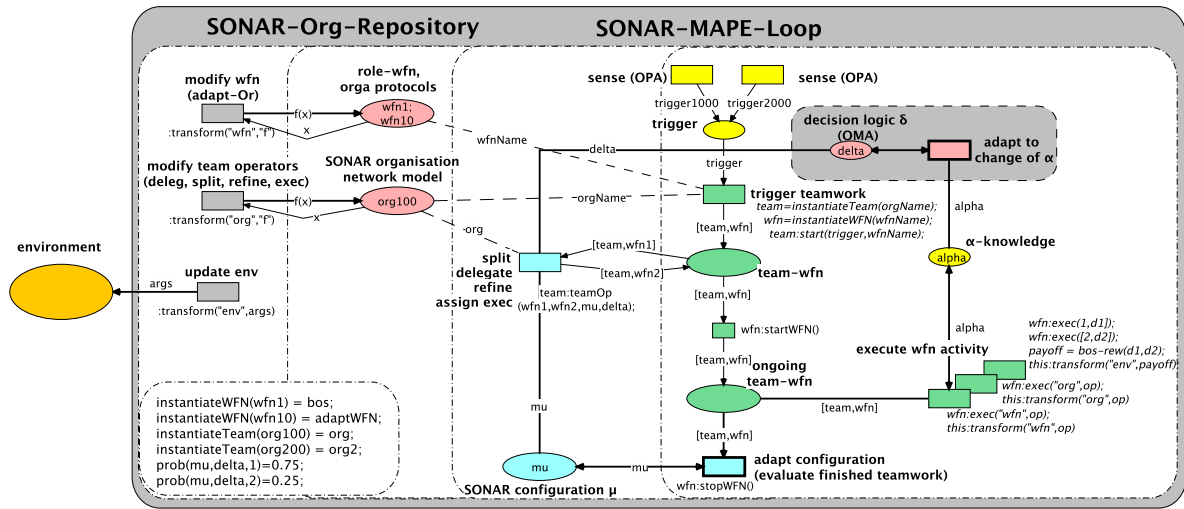 SONAR-Org-Repository
SONAR-MAPE-Loop
modify wfn
(adapt-Or)
role-wfn,
orga protocols
sense (OPA)
sense (OPA)
wfn1;
wfn10
f(x)
x
:transform("wfn","f")
trigger1000
trigger2000
trigger
decision logic δ
(OMA)
delta
adapt to
change of α
wfnName
delta
trigger
modify team operators
(deleg, split, refine, exec)
SONAR organisation
network model
org100
f(x)
x
:transform("org","f")
orgName
trigger teamwork
team=instantiateTeam(orgName);
wfn=instantiateWFN(wfnName);
team:start(trigger,wfnName);
alpha
org
[team,wfn]
[team,wfn1]
[team,wfn2]
α-knowledge
alpha
environment
update env
args
:transform("env",args)
split
delegate
refine
assign exec
team:teamOp
(wfn1,wfn2,mu,delta);
team-wfn
[team,wfn]
wfn:startWFN()
alpha
[team,wfn]
ongoing
team-wfn
execute wfn activity
wfn:exec(1,d1]);
wfn:exec([2,d2]);
payoff = bos-rew(d1,d2);
this:transform("env",payoff)
wfn:exec("org",op);
this:transform("org",op)
wfn:exec("wfn",op);
this:transform("wfn",op)
[team,wfn]
mu
[team,wfn]
instantiateWFN(wfn1) = bos;
instantiateWFN(wfn10) = adaptWFN;
instantiateTeam(org100) = org;
instantiateTeam(org200) = org2;
prob(mu,delta,1)=0.75;
prob(mu,delta,2)=0.25;
mu
mu
SONAR configuration μ
adapt configuration
(evaluate finished teamwork)
wfn:stopWFN()